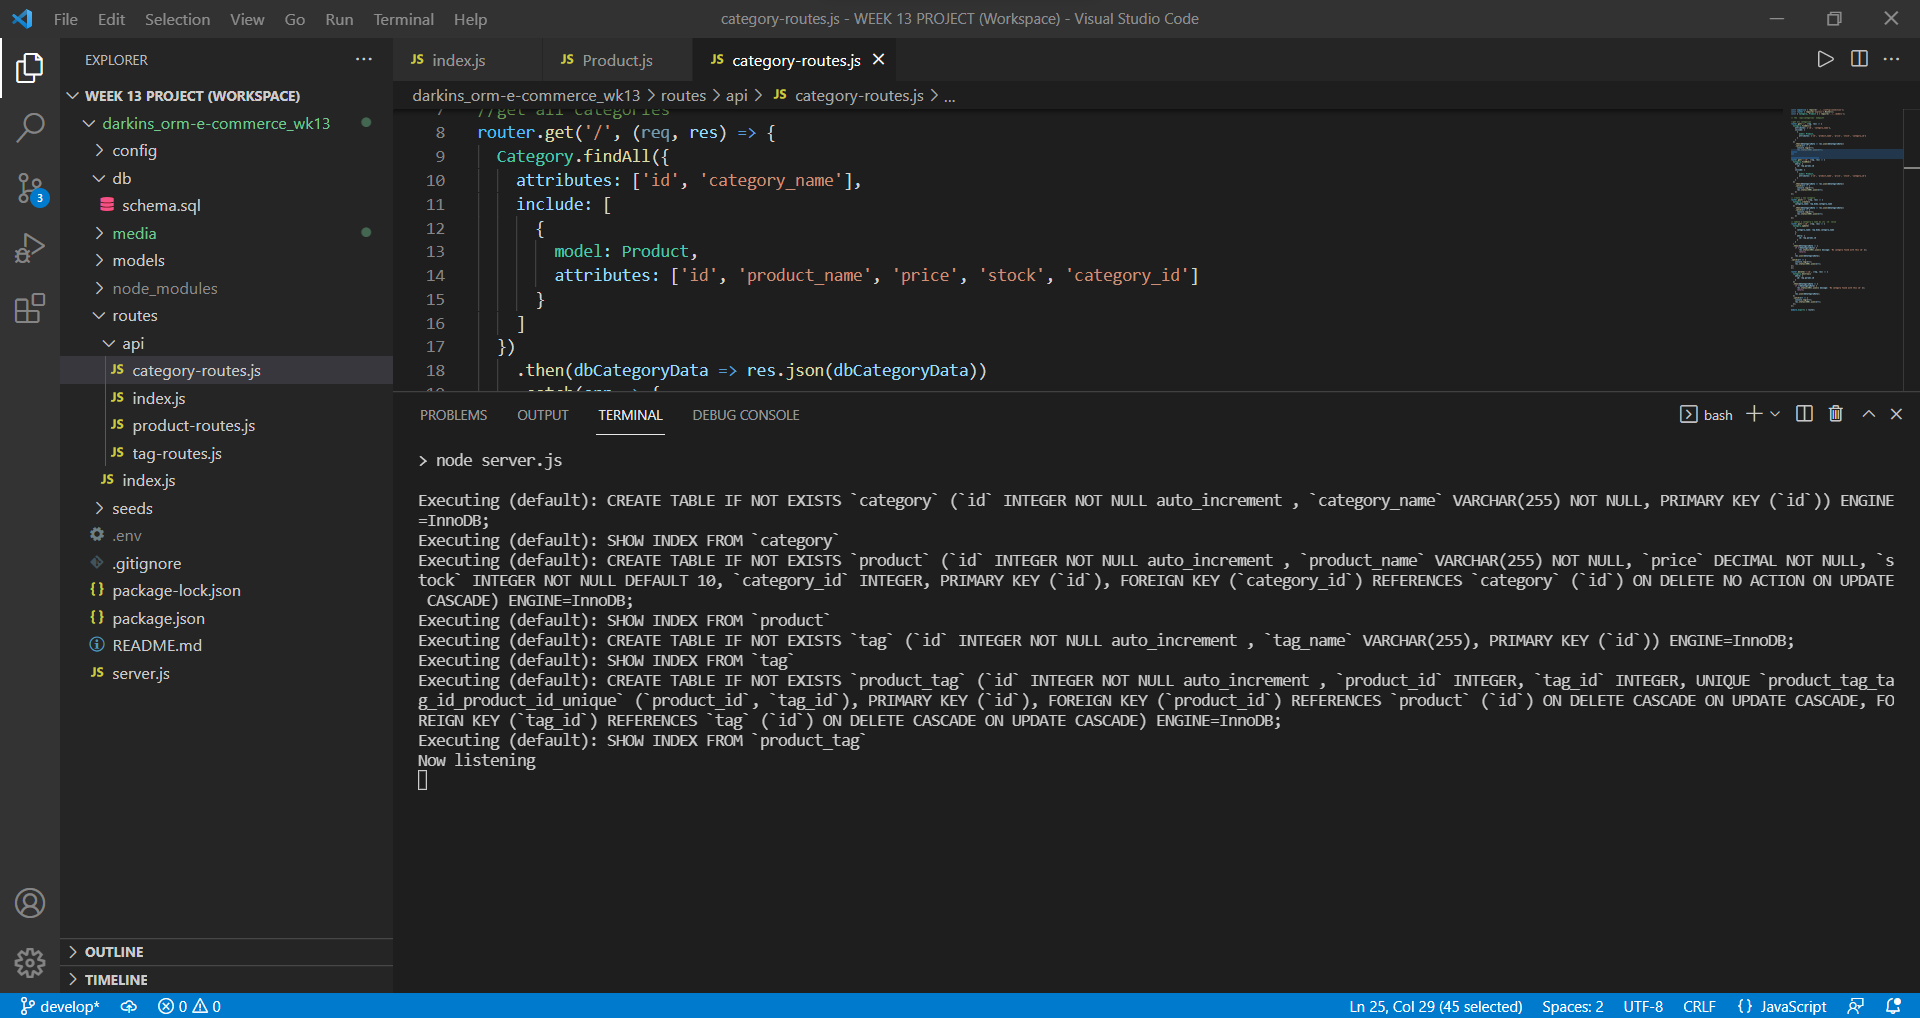 File Edit Selection View Go Run Terminal Help
category-routes.js - WEEK 13 PROJECT (Workspace) - Visual Studio Code
EXPLORER
WEEK 13 PROJECT (WORKSPACE)
darkins_orm-e-commerce_wk13
config
db
schema.sql
media
models
node_modules
routes
api
JS category-routes.js
JS index.js
JS product-routes.js
JS tag-routes.js
JS index.js
seeds
.env
.gitignore
{} package-lock.json
{} package.json
README.md
JS server.js
OUTLINE
TIMELINE
3
JS index.js JS Product.js JS category-routes.js
darkins_orm-e-commerce_wk13 > routes > api > JS category-routes.js > ...
7 //get all categories
8 router.get('/', (req, res) => {
9 Category.findAll({
10 attributes: ['id', 'category_name'],
11 include: [
12 {
13 model: Product,
14 attributes: ['id', 'product_name', 'price', 'stock', 'category_id']
15 }
16 ]
17 })
18 .then(dbCategoryData => res.json(dbCategoryData))
19 .catch(err => {
PROBLEMS OUTPUT TERMINAL DEBUG CONSOLE
bash
> node server.js
Executing (default): CREATE TABLE IF NOT EXISTS `category` (`id` INTEGER NOT NULL auto_increment , `category_name` VARCHAR(255) NOT NULL, PRIMARY KEY (`id`)) ENGINE
=InnoDB;
Executing (default): SHOW INDEX FROM `category`
Executing (default): CREATE TABLE IF NOT EXISTS `product` (`id` INTEGER NOT NULL auto_increment , `product_name` VARCHAR(255) NOT NULL, `price` DECIMAL NOT NULL, `s
tock` INTEGER NOT NULL DEFAULT 10, `category_id` INTEGER, PRIMARY KEY (`id`), FOREIGN KEY (`category_id`) REFERENCES `category` (`id`) ON DELETE NO ACTION ON UPDATE
CASCADE) ENGINE=InnoDB;
Executing (default): SHOW INDEX FROM `product`
Executing (default): CREATE TABLE IF NOT EXISTS `tag` (`id` INTEGER NOT NULL auto_increment , `tag_name` VARCHAR(255), PRIMARY KEY (`id`)) ENGINE=InnoDB;
Executing (default): SHOW INDEX FROM `tag`
Executing (default): CREATE TABLE IF NOT EXISTS `product_tag` (`id` INTEGER NOT NULL auto_increment , `product_id` INTEGER, `tag_id` INTEGER, UNIQUE `product_tag_ta
g_id_product_id_unique` (`product_id`, `tag_id`), PRIMARY KEY (`id`), FOREIGN KEY (`product_id`) REFERENCES `product` (`id`) ON DELETE CASCADE ON UPDATE CASCADE, FO
REIGN KEY (`tag_id`) REFERENCES `tag` (`id`) ON DELETE CASCADE ON UPDATE CASCADE) ENGINE=InnoDB;
Executing (default): SHOW INDEX FROM `product_tag`
Now listening
develop* 0 0
Ln 25, Col 29 (45 selected) Spaces: 2 UTF-8 CRLF {} JavaScript